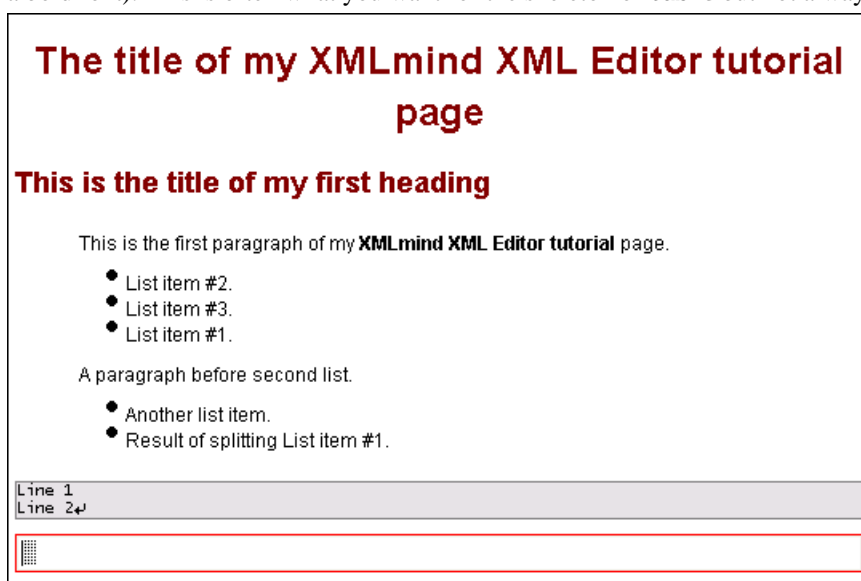 The title of my XMLmind XML Editor tutorial
page
This is the title of my first heading
This is the first paragraph of my XMLmind XML Editor tutorial page.
List item #2.
List item #3.
List item #1.
A paragraph before second list.
Another list item.
Result of splitting List item #1.
Line 1
Line 2↵